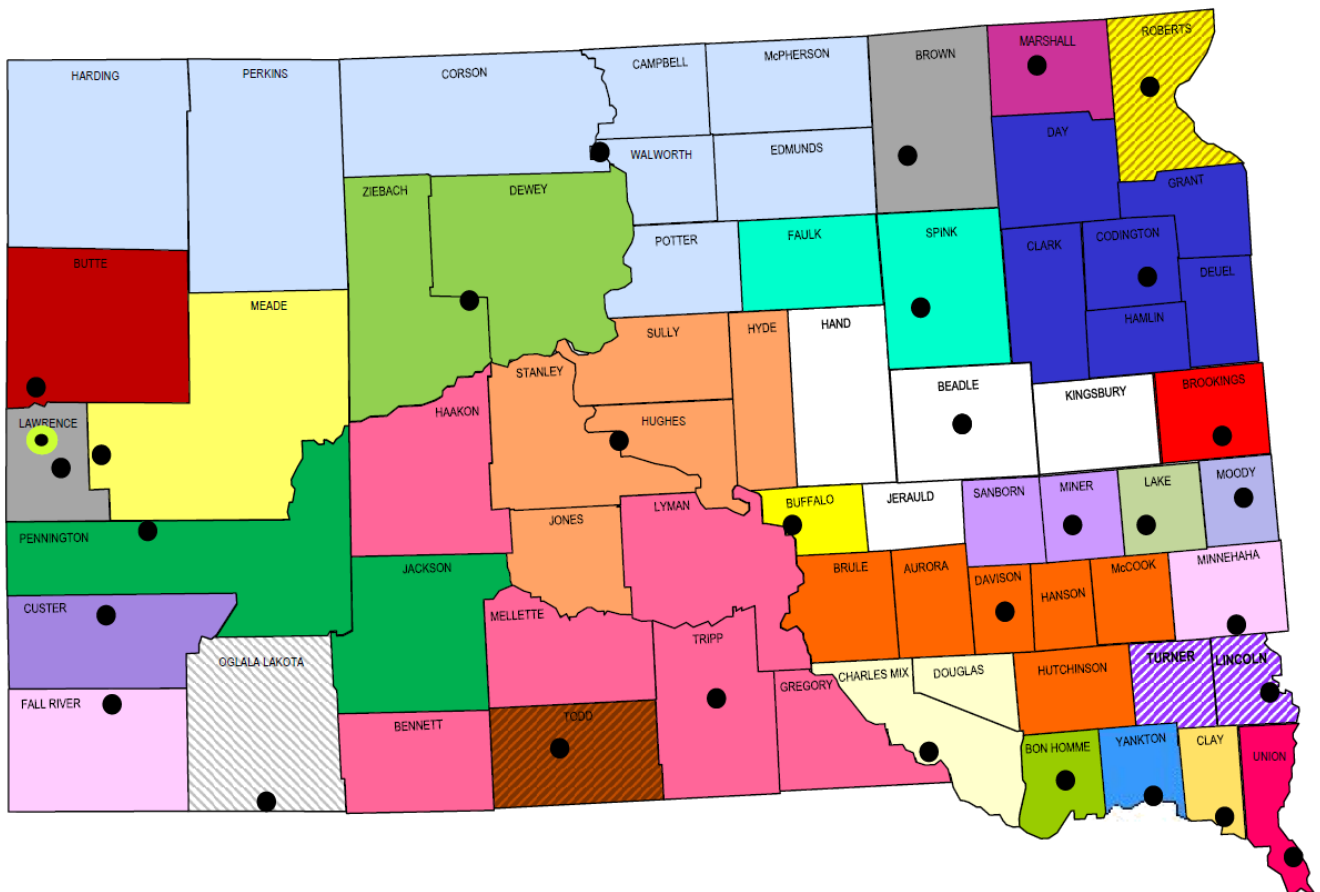 HARDING
PERKINS
CORSON
CAMPBELL
McPHERSON
BROWN
MARSHALL
ROBERTS
WALWORTH
EDMUNDS
DAY
ZIEBACH
DEWEY
GRANT
POTTER
FAULK
SPINK
CLARK
CODINGTON
DEUEL
BUTTE
MEADE
SULLY
HYDE
HAND
HAMLIN
STANLEY
HAAKON
HUGHES
BEADLE
KINGSBURY
BROOKINGS
LAWRENCE
LYMAN
BUFFALO
JERAULD
SANBORN
MINER
LAKE
MOODY
PENNINGTON
JONES
JACKSON
BRULE
AURORA
DAVISON
HANSON
McCOOK
MINNEHAHA
CUSTER
MELLETTE
TRIPP
OGLALA LAKOTA
GREGORY
CHARLES MIX
DOUGLAS
HUTCHINSON
TURNER
LINCOLN
FALL RIVER
BENNETT
TODD
BON HOMME
YANKTON
CLAY
UNION